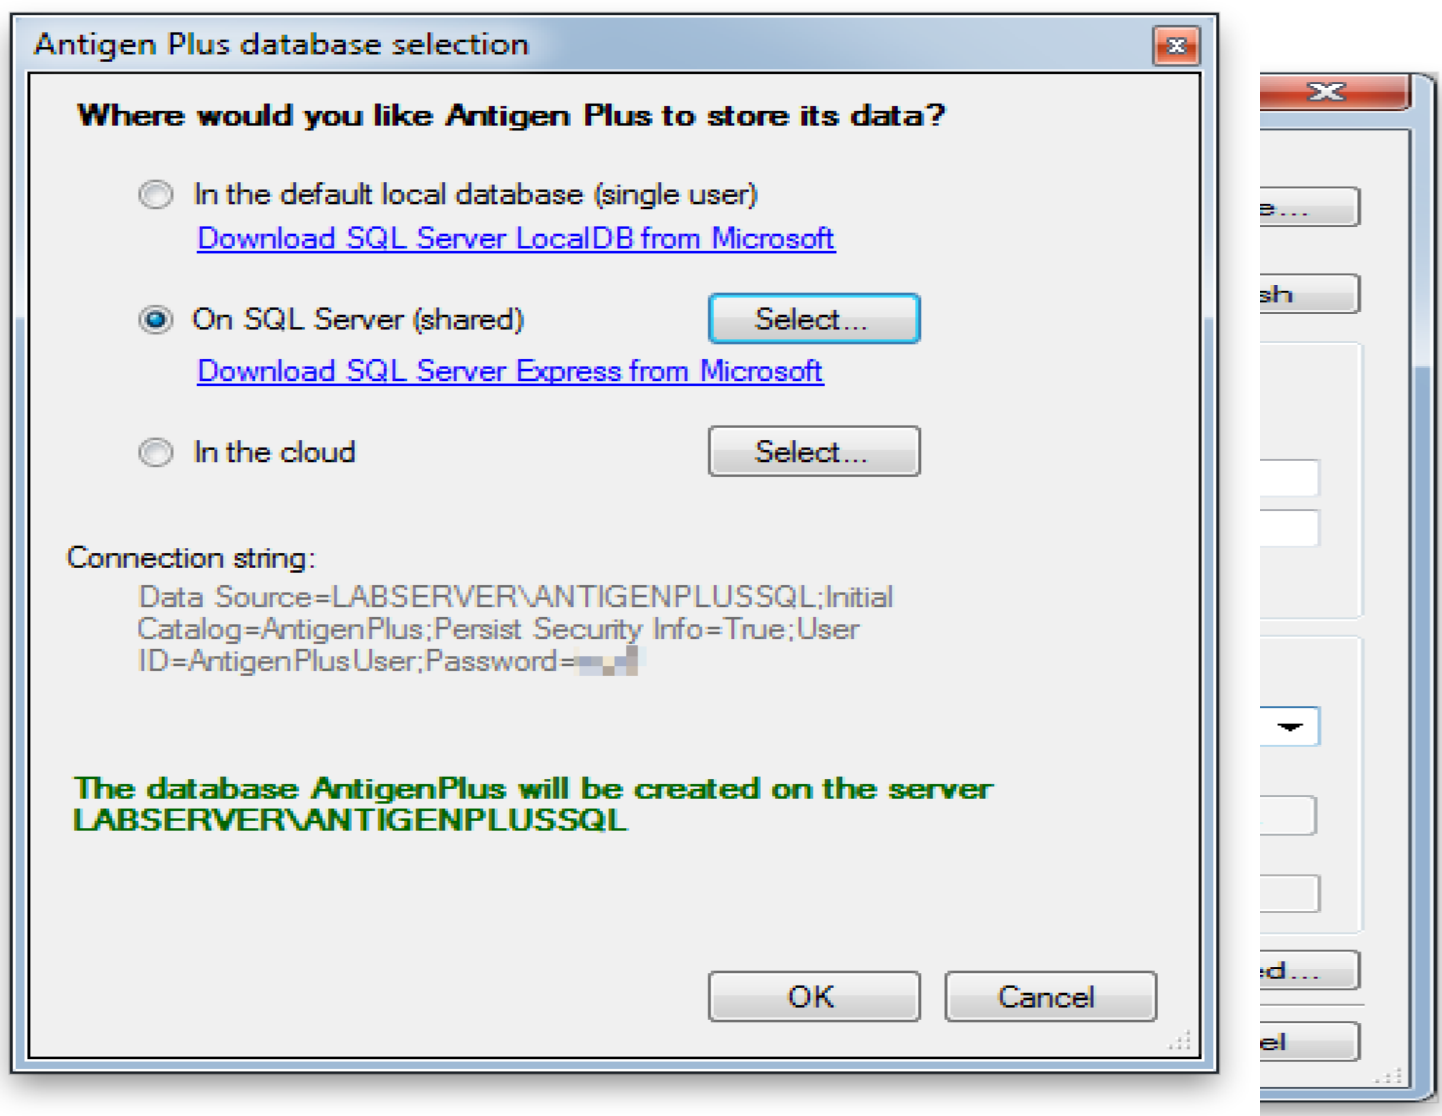 Antigen Plus database selection
Where would you like Antigen Plus to store its data?
In the default local database (single user)
Download SQL Server LocalDB from Microsoft
On SQL Server (shared)
Select...
Download SQL Server Express from Microsoft
In the cloud
Select...
Connection string:
Data Source=LABSERVER\ANTIGENPLUSSQL;Initial
Catalog=AntigenPlus;Persist Security Info=True;User
ID=AntigenPlusUser;Password=
The database AntigenPlus will be created on the server
LABSERVER\ANTIGENPLUSSQL
OK
Cancel
e...
sh
ed...
el